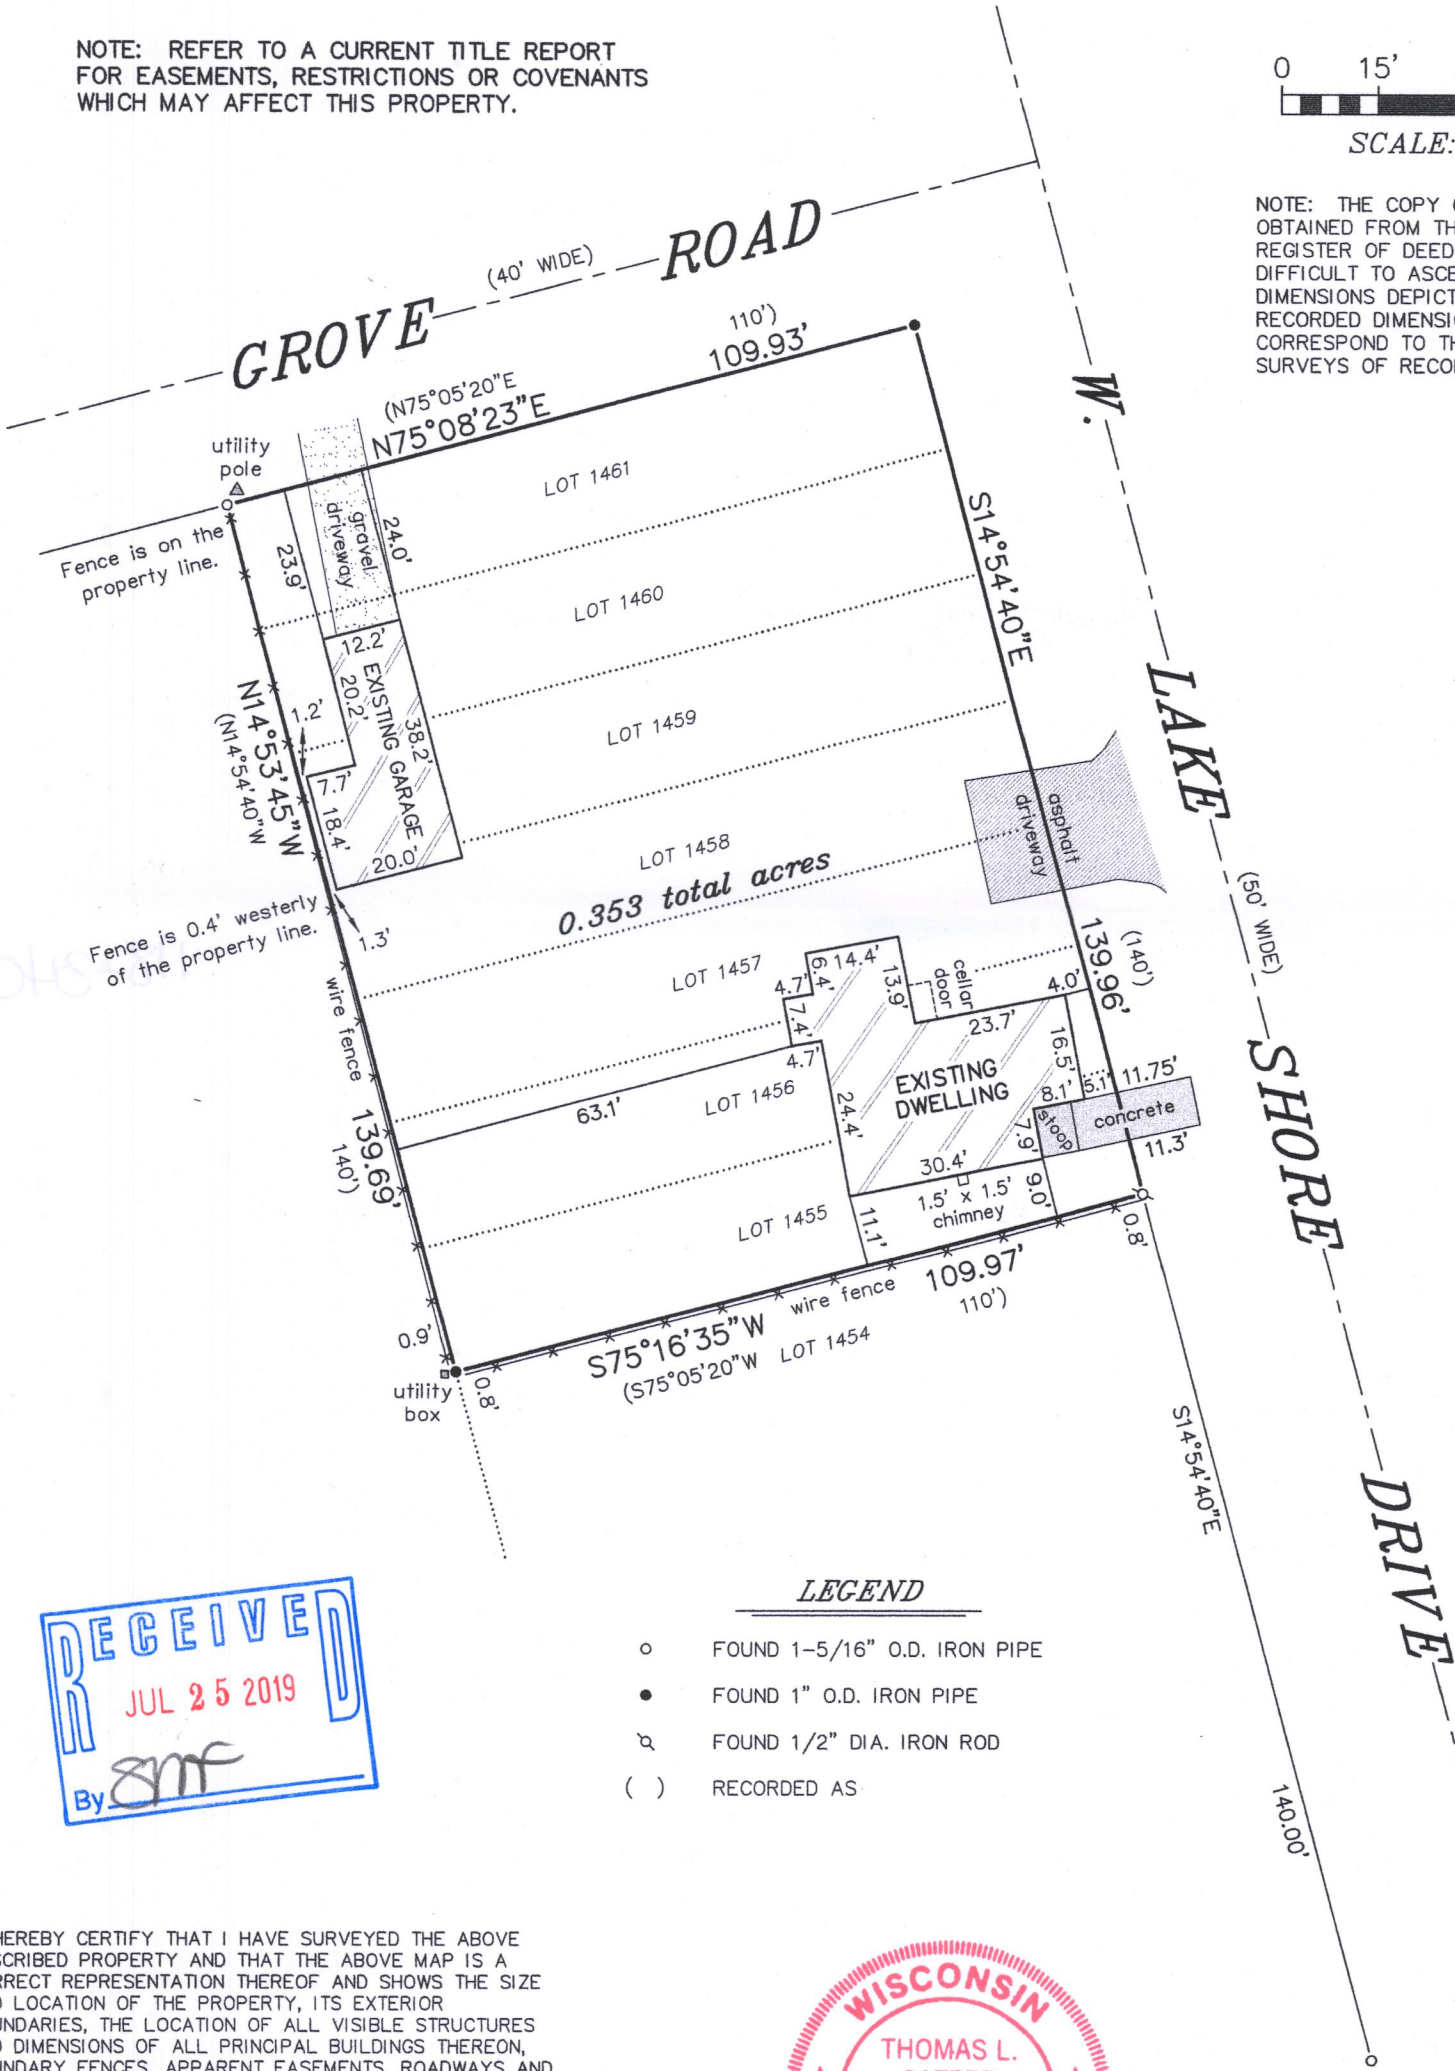 NOTE: REFER TO A CURRENT TITLE REPORT
FOR EASEMENTS, RESTRICTIONS OR COVENANTS
WHICH MAY AFFECT THIS PROPERTY.
0 15'
SCALE:
NOTE: THE COPY
OBTAINED FROM
REGISTER OF DEED
DIFFICULT TO
DIMENSIONS
RECORDED
CORRESPOND TO
SURVEYS OF
GROVE (40' WIDE) ROAD
110')
109.93'
(N75°05'20"E
N75°08'23"E
utility
pole
Fence is on the
property line.
23.9'
gravel
driveway
24.0'
LOT 1461
LOT 1460
LOT 1459
LOT 1458
0.353 total acres
LOT 1457
LOT 1456
LOT 1455
S14°54'40"E
W. LAKE (50' WIDE) SHORE DRIVE
12.2'
EXISTING GARAGE
20.2'
38.2'
1.2'
7.7'
18.4'
20.0'
N14°53'45"W
(N14°54'40"W
Fence is 0.4' westerly
of the property line.
1.3'
wire fence
139.69'
140')
asphalt
driveway
139.96'
(140')
6.4'
14.4'
4.7'
7.4'
4.7'
13.9'
cellar
door
4.0'
23.7'
16.5'
EXISTING
DWELLING
24.4'
63.1'
8.1'
5.1'
11.75'
stoop
concrete
7.9'
11.3'
30.4'
1.5' x 1.5'
chimney
9.0'
11.1'
0.8'
wire fence
109.97'
110')
S75°16'35"W
(S75°05'20"W
LOT 1454
0.9'
utility
box
0.8'
S14°54'40"E
140.00'
LEGEND
FOUND 1-5/16" O.D. IRON PIPE
FOUND 1" O.D. IRON PIPE
FOUND 1/2" DIA. IRON ROD
( ) RECORDED AS
RECEIVED
JUL 25 2019
By
HEREBY CERTIFY THAT I HAVE SURVEYED THE ABOVE
SCRIBED PROPERTY AND THAT THE ABOVE MAP IS A
RRECT REPRESENTATION THEREOF AND SHOWS THE SIZE
LOCATION OF THE PROPERTY, ITS EXTERIOR
UNDARIES, THE LOCATION OF ALL VISIBLE STRUCTURES
DIMENSIONS OF ALL PRINCIPAL BUILDINGS THEREON,
UNDARY FENCES, APPARENT EASEMENTS, ROADWAYS AND
WISCONSIN
THOMAS L.